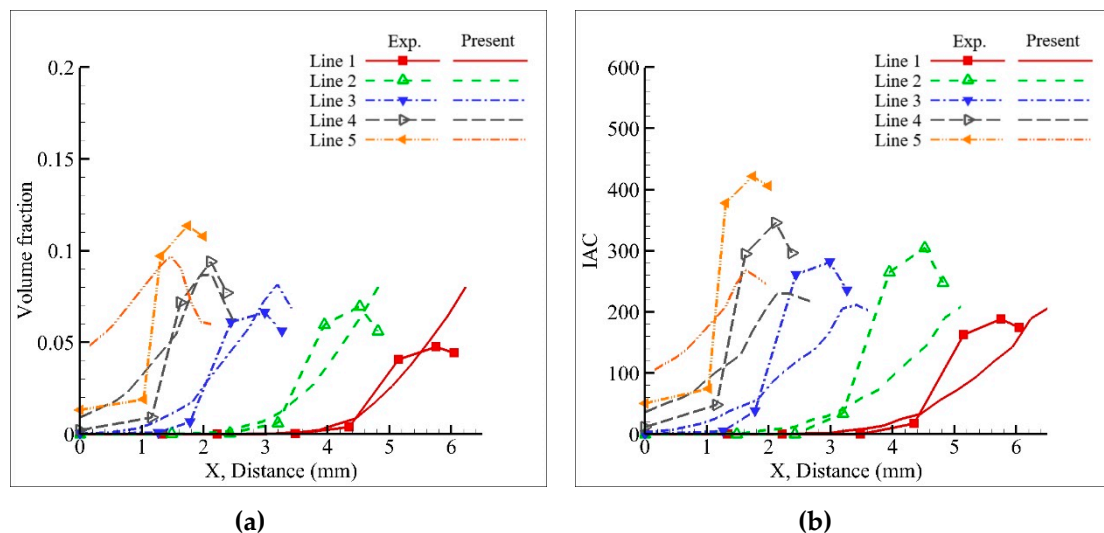 Exp. Present
Line 1
Line 2
Line 3
Line 4
Line 5
0.2
0.15
0.1
0.05
0
Volume fraction
0 1 2 3 4 5 6
X, Distance (mm)
(a)
Exp. Present
Line 1
Line 2
Line 3
Line 4
Line 5
600
500
400
300
200
100
0
IAC
0 1 2 3 4 5 6
X, Distance (mm)
(b)